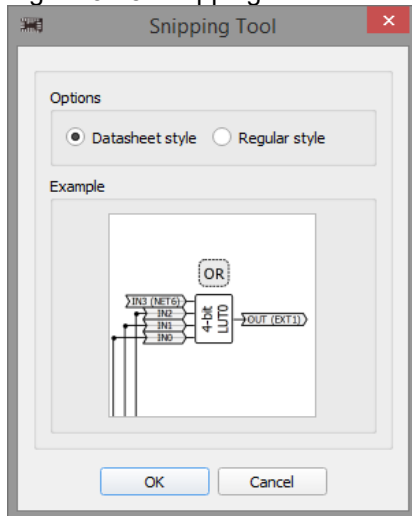 Snipping Tool
Options
Datasheet style Regular style
Example
OR
IN3 (NET6)
IN2
IN1
IN0
4-bit
LUT0
OUT (EXT1)
OK Cancel